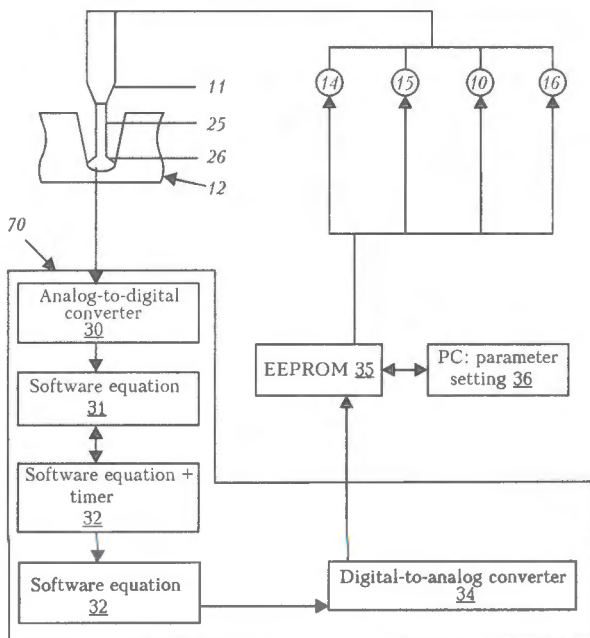 14
15
10
16
11
25
26
12
70
Analog-to-digital
converter
30
Software equation
31
Software equation +
timer
32
Software equation
32
EEPROM 35
PC: parameter
setting 36
Digital-to-analog converter
34